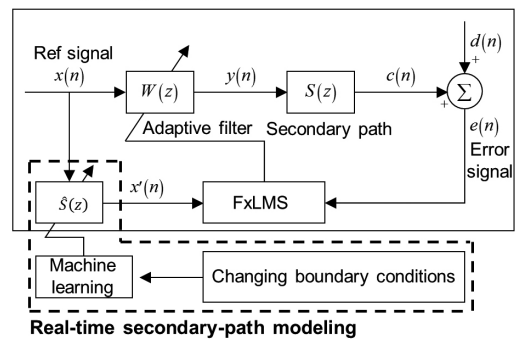 Ref signal
x(n)
W(z)
y(n)
S(z)
c(n)
d(n)
+
+
Σ
Adaptive filter
Secondary path
e(n)
Error
signal
Ŝ(z)
x'(n)
FxLMS
Machine
learning
Changing boundary conditions
Real-time secondary-path modeling